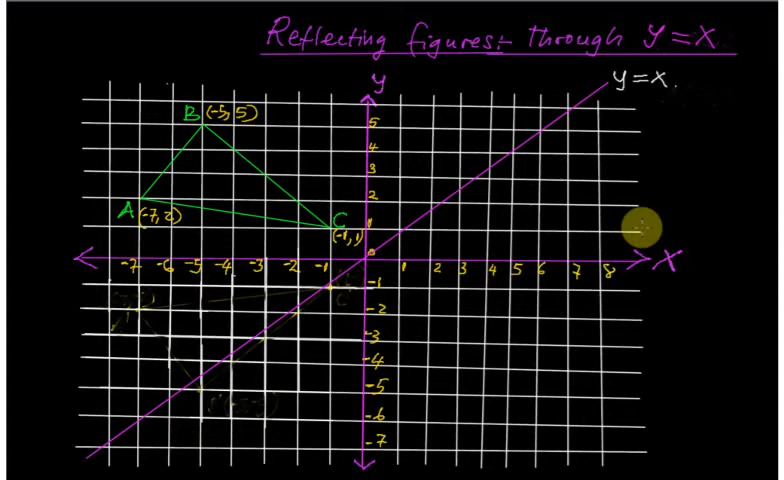 Reflecting figures:- through Y=X
y
y=x.
B (-5, 5)
5
4
3
2
A (-7, 2)
1
C
(-1, 1)
0
-7 -6 -5 -4 -3 -2 -1 1 2 3 4 5 6 7 8 X
-1
C'
-2
-3
-4
-5
-6
-7